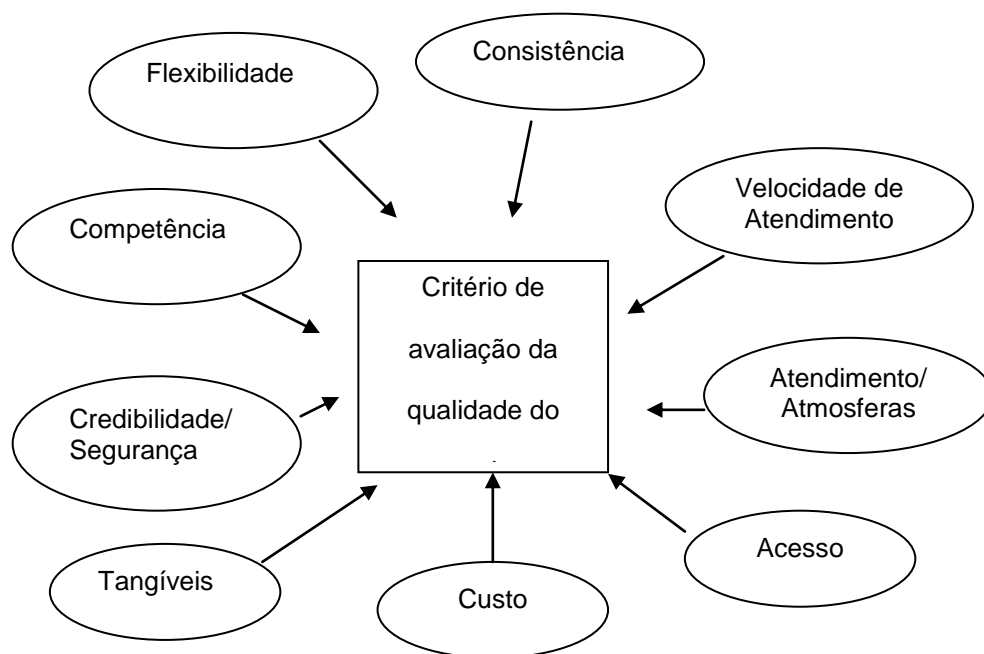 Flexibilidade
Consistência
Velocidade de
Atendimento
Competência
Critério de
avaliação da
qualidade do
Atendimento/
Atmosferas
Credibilidade/
Segurança
Acesso
Tangíveis
Custo